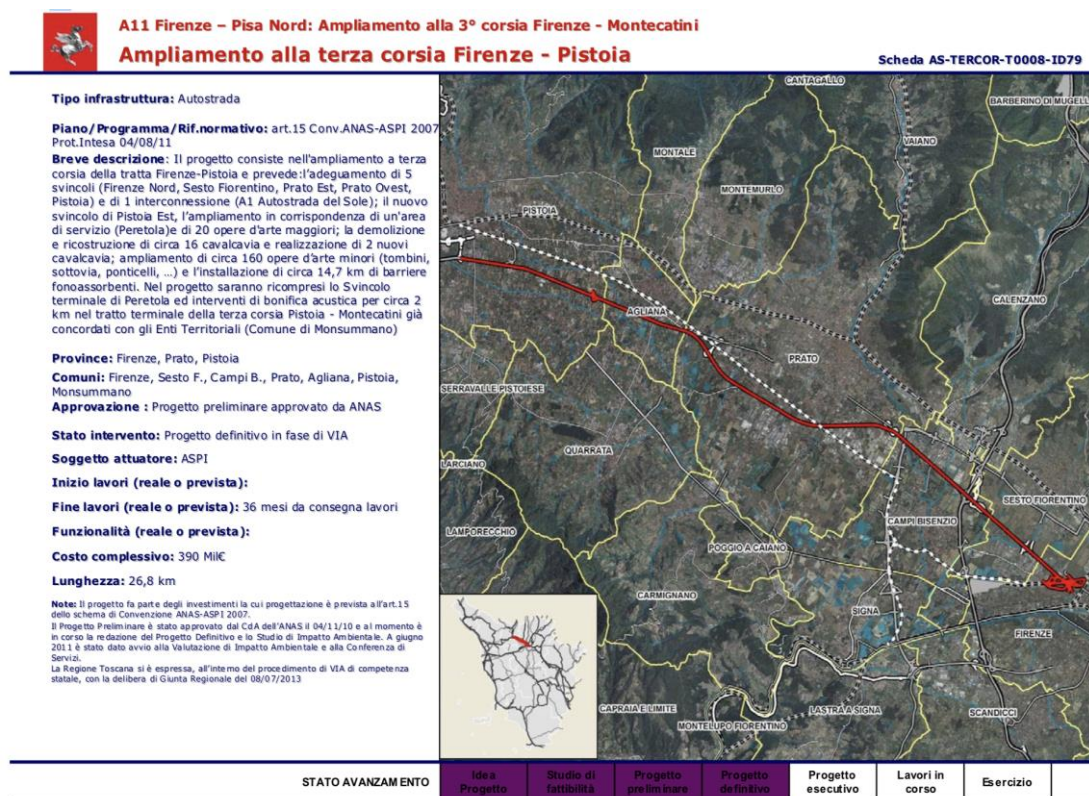 A11 Firenze – Pisa Nord: Ampliamento alla 3° corsia Firenze - Montecatini
Ampliamento alla terza corsia Firenze - Pistoia
Scheda AS-TERCOR-T0008-ID79
Tipo infrastruttura: Autostrada
Piano/Programma/Rif.normativo: art.15 Conv.ANAS-ASPI 2007
Prot.Intesa 04/08/11
Breve descrizione: Il progetto consiste nell'ampliamento a terza
corsia della tratta Firenze-Pistoia e prevede:l'adeguamento di 5
svincoli (Firenze Nord, Sesto Fiorentino, Prato Est, Prato Ovest,
Pistoia) e di 1 interconnessione (A1 Autostrada del Sole); il nuovo
svincolo di Pistoia Est, l'ampliamento in corrispondenza di un'area
di servizio (Peretola)e di 20 opere d'arte maggiori; la demolizione
e ricostruzione di circa 16 cavalcavia e realizzazione di 2 nuovi
cavalcavia; ampliamento di circa 160 opere d'arte minori (tombini,
sottovia, ponticelli, ...) e l'installazione di circa 14,7 km di barriere
fonoassorbenti. Nel progetto saranno ricompresi lo Svincolo
terminale di Peretola ed interventi di bonifica acustica per circa 2
km nel tratto terminale della terza corsia Pistoia - Montecatini già
concordati con gli Enti Territoriali (Comune di Monsummano)
Province: Firenze, Prato, Pistoia
Comuni: Firenze, Sesto F., Campi B., Prato, Agliana, Pistoia,
Monsummano
Approvazione : Progetto preliminare approvato da ANAS
Stato intervento: Progetto definitivo in fase di VIA
Soggetto attuatore: ASPI
Inizio lavori (reale o prevista):
Fine lavori (reale o prevista): 36 mesi da consegna lavori
Funzionalità (reale o prevista):
Costo complessivo: 390 Mil€
Lunghezza: 26,8 km
Note: Il progetto fa parte degli investimenti la cui progettazione è prevista all'art.15
dello schema di Convenzione ANAS-ASPI 2007.
Il Progetto Preliminare è stato approvato dal CdA dell'ANAS il 04/11/10 e al momento è
in corso la redazione del Progetto Definitivo e lo Studio di Impatto Ambientale. A giugno
2011 è stato dato avvio alla Valutazione di Impatto Ambientale e alla Conferenza di
Servizi.
La Regione Toscana si è espressa, all'interno del procedimento di VIA di competenza
statale, con la delibera di Giunta Regionale del 08/07/2013
CANTAGALLO
BARBERINO DI MUGELL
VAIANO
MONTALE
MONTEMURLO
PISTOIA
CALENZANO
AGLIANA
PRATO
SERRAVALLE PISTOIESE
QUARRATA
LARCIANO
SESTO FIORENTINO
CAMPI BISENZIO
LAMPORECCHIO
POGGIO A CAIANO
CARMIGNANO
SIGNA
FIRENZE
CAPRAIA E LIMITE
LASTRA A SIGNA
SCANDICCI
MONTELUPO FIORENTINO
STATO AVANZAMENTO
Idea
Progetto
Studio di
fattibilità
Progetto
preliminare
Progetto
definitivo
Progetto
esecutivo
Lavori in
corso
Esercizio